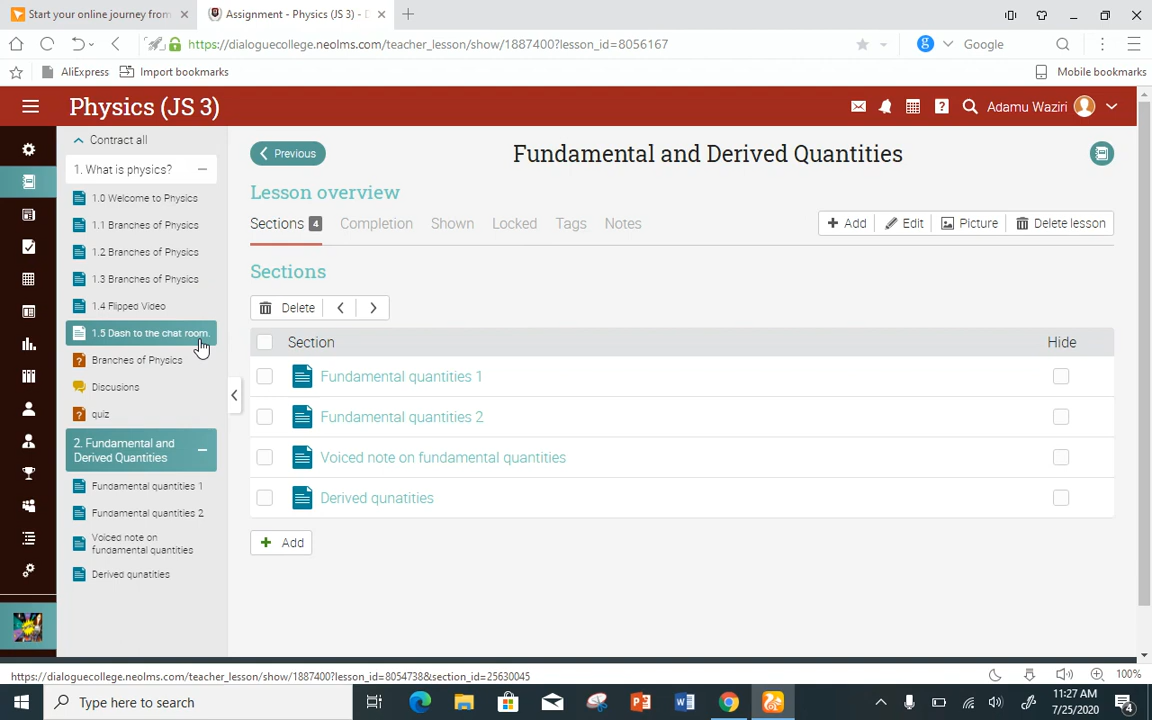 Start your online journey from
Assignment - Physics (JS 3) -
https://dialoguecollege.neolms.com/teacher_lesson/show/1887400?lesson_id=8056167
Google
AliExpress
Import bookmarks
Mobile bookmarks
Physics (JS 3)
Adamu Waziri
Contract all
1. What is physics?
1.0 Welcome to Physics
1.1 Branches of Physics
1.2 Branches of Physics
1.3 Branches of Physics
1.4 Flipped Video
1.5 Dash to the chat room.
Branches of Physics
Discusions
quiz
2. Fundamental and
Derived Quantities
Fundamental quantities 1
Fundamental quantities 2
Voiced note on
fundamental quantities
Derived qunatities
Previous
Fundamental and Derived Quantities
Lesson overview
Sections 4
Completion
Shown
Locked
Tags
Notes
Add
Edit
Picture
Delete lesson
Sections
Delete
Section
Hide
Fundamental quantities 1
Fundamental quantities 2
Voiced note on fundamental quantities
Derived qunatities
Add
https://dialoguecollege.neolms.com/teacher_lesson/show/1887400?lesson_id=8054738&section_id=25630045
100%
Type here to search
11:27 AM
7/25/2020
4